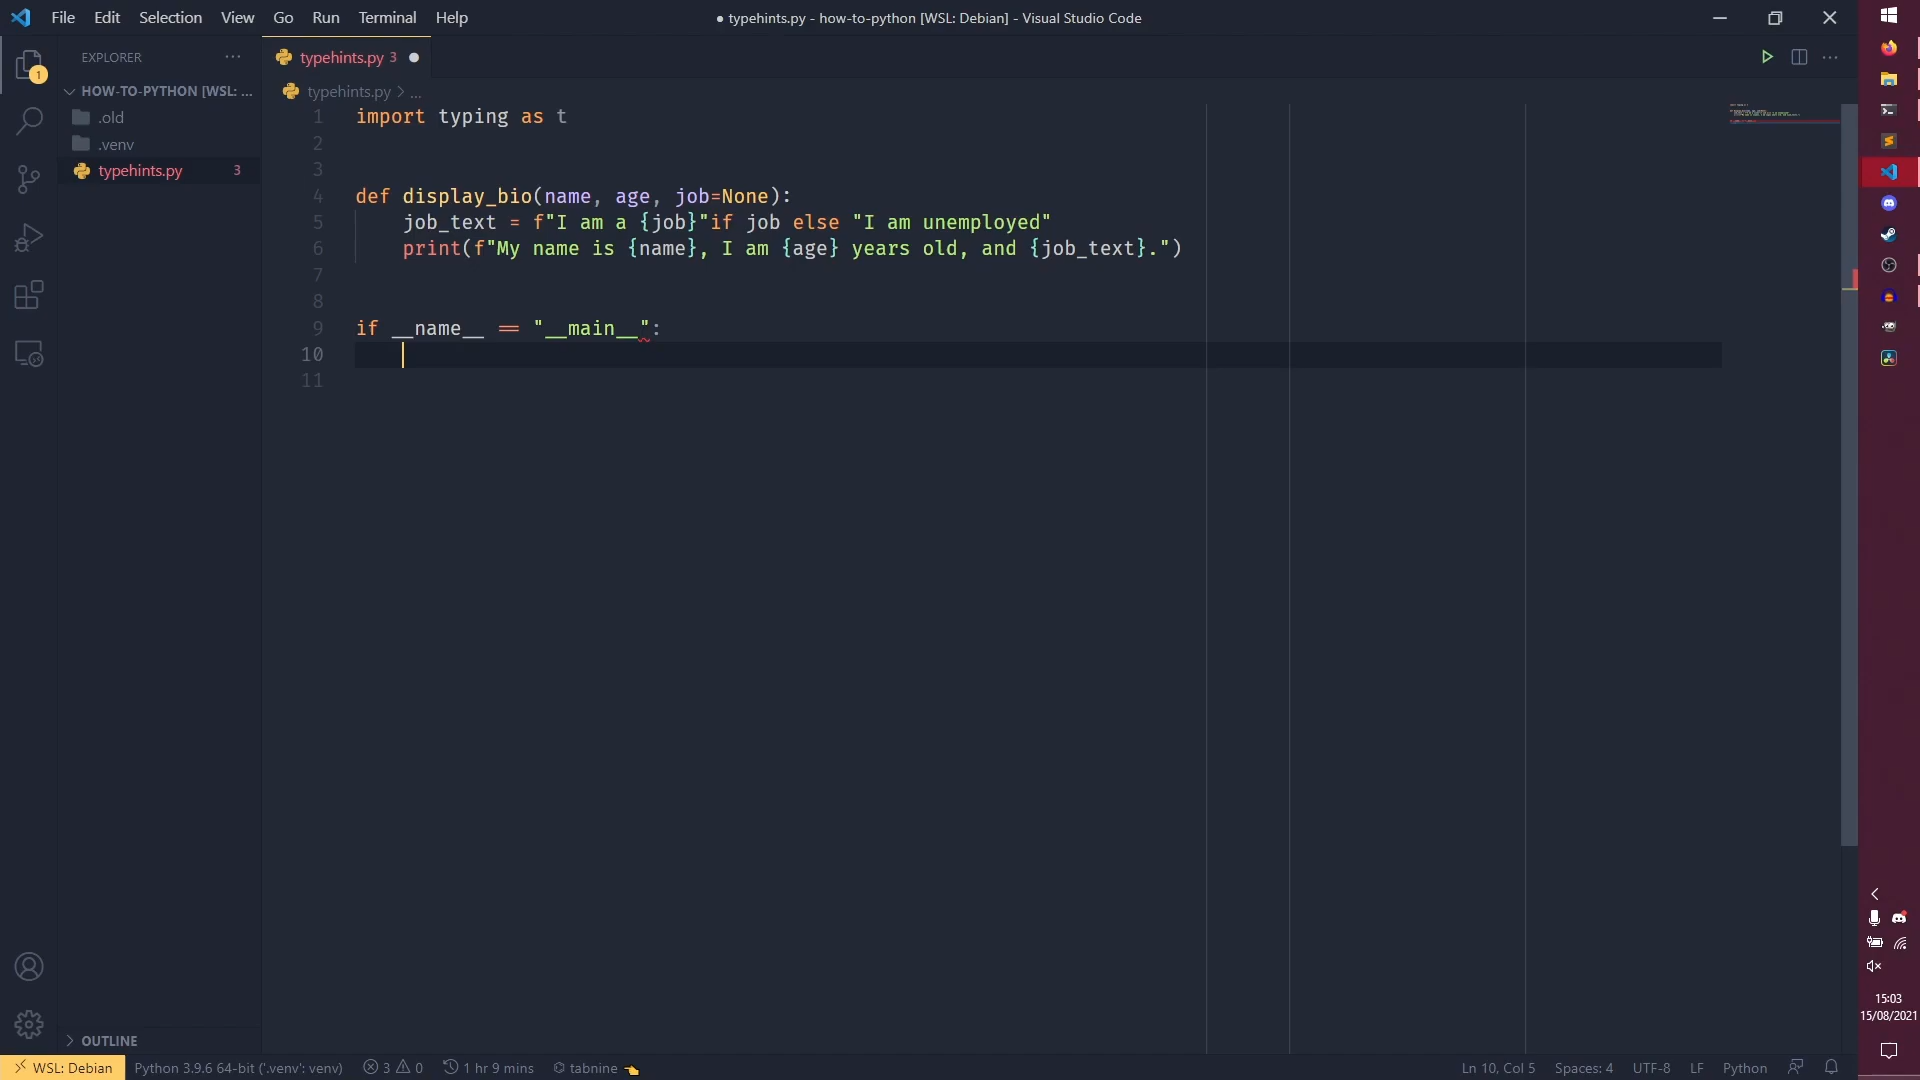 File Edit Selection View Go Run Terminal Help
● typehints.py - how-to-python [WSL: Debian] - Visual Studio Code
EXPLORER ...
typehints.py 3 ●
1
HOW-TO-PYTHON [WSL: ...
.old
.venv
typehints.py 3
typehints.py > ...
1 import typing as t
2
3
4 def display_bio(name, age, job=None):
5 job_text = f"I am a {job}"if job else "I am unemployed"
6 print(f"My name is {name}, I am {age} years old, and {job_text}.")
7
8
9 if __name__ == "__main__":
10
11
OUTLINE
WSL: Debian Python 3.9.6 64-bit ('.venv': venv) 3 0 1 hr 9 mins tabnine Ln 10, Col 5 Spaces: 4 UTF-8 LF Python
15:03
15/08/2021